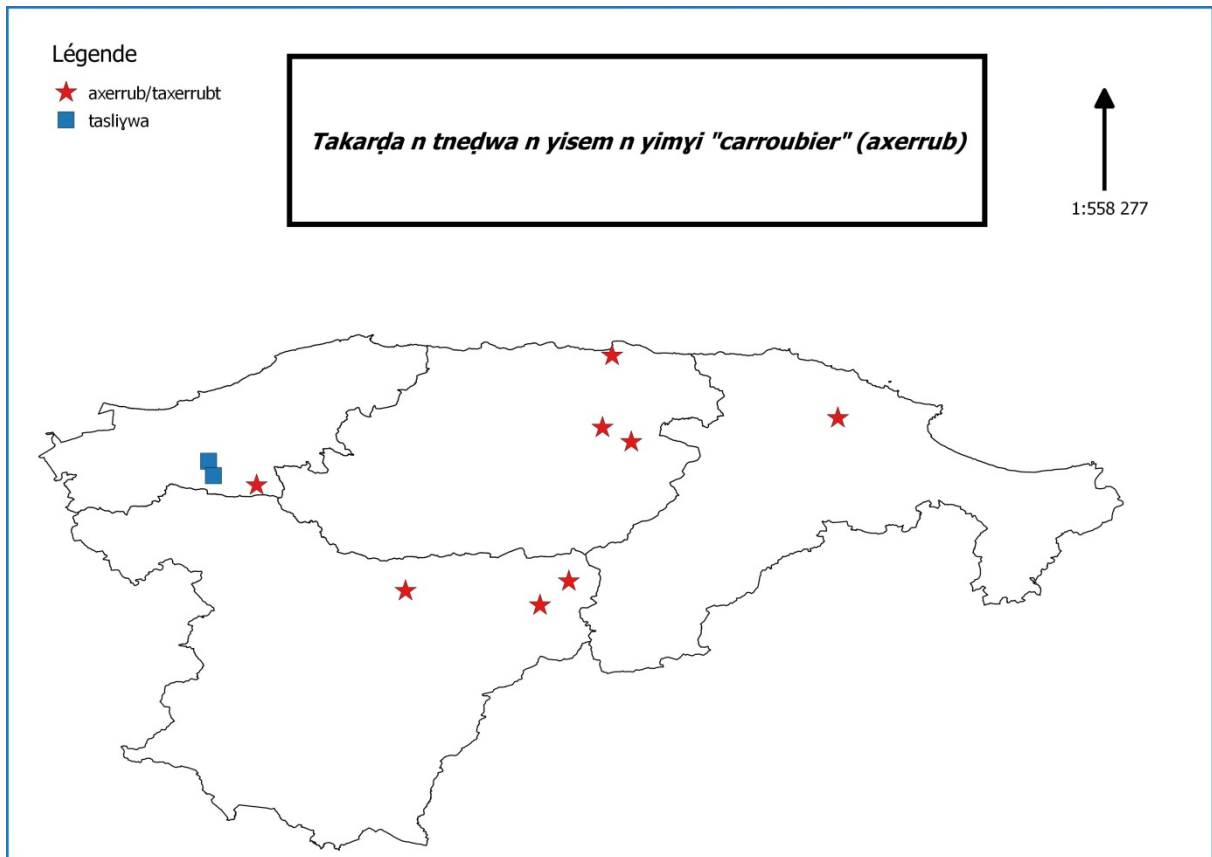 Légende
axerrub/taxerrubt
tasliɣwa
Takarḍa n tneḍwa n yisem n yimɣi "carroubier" (axerrub)
1:558 277